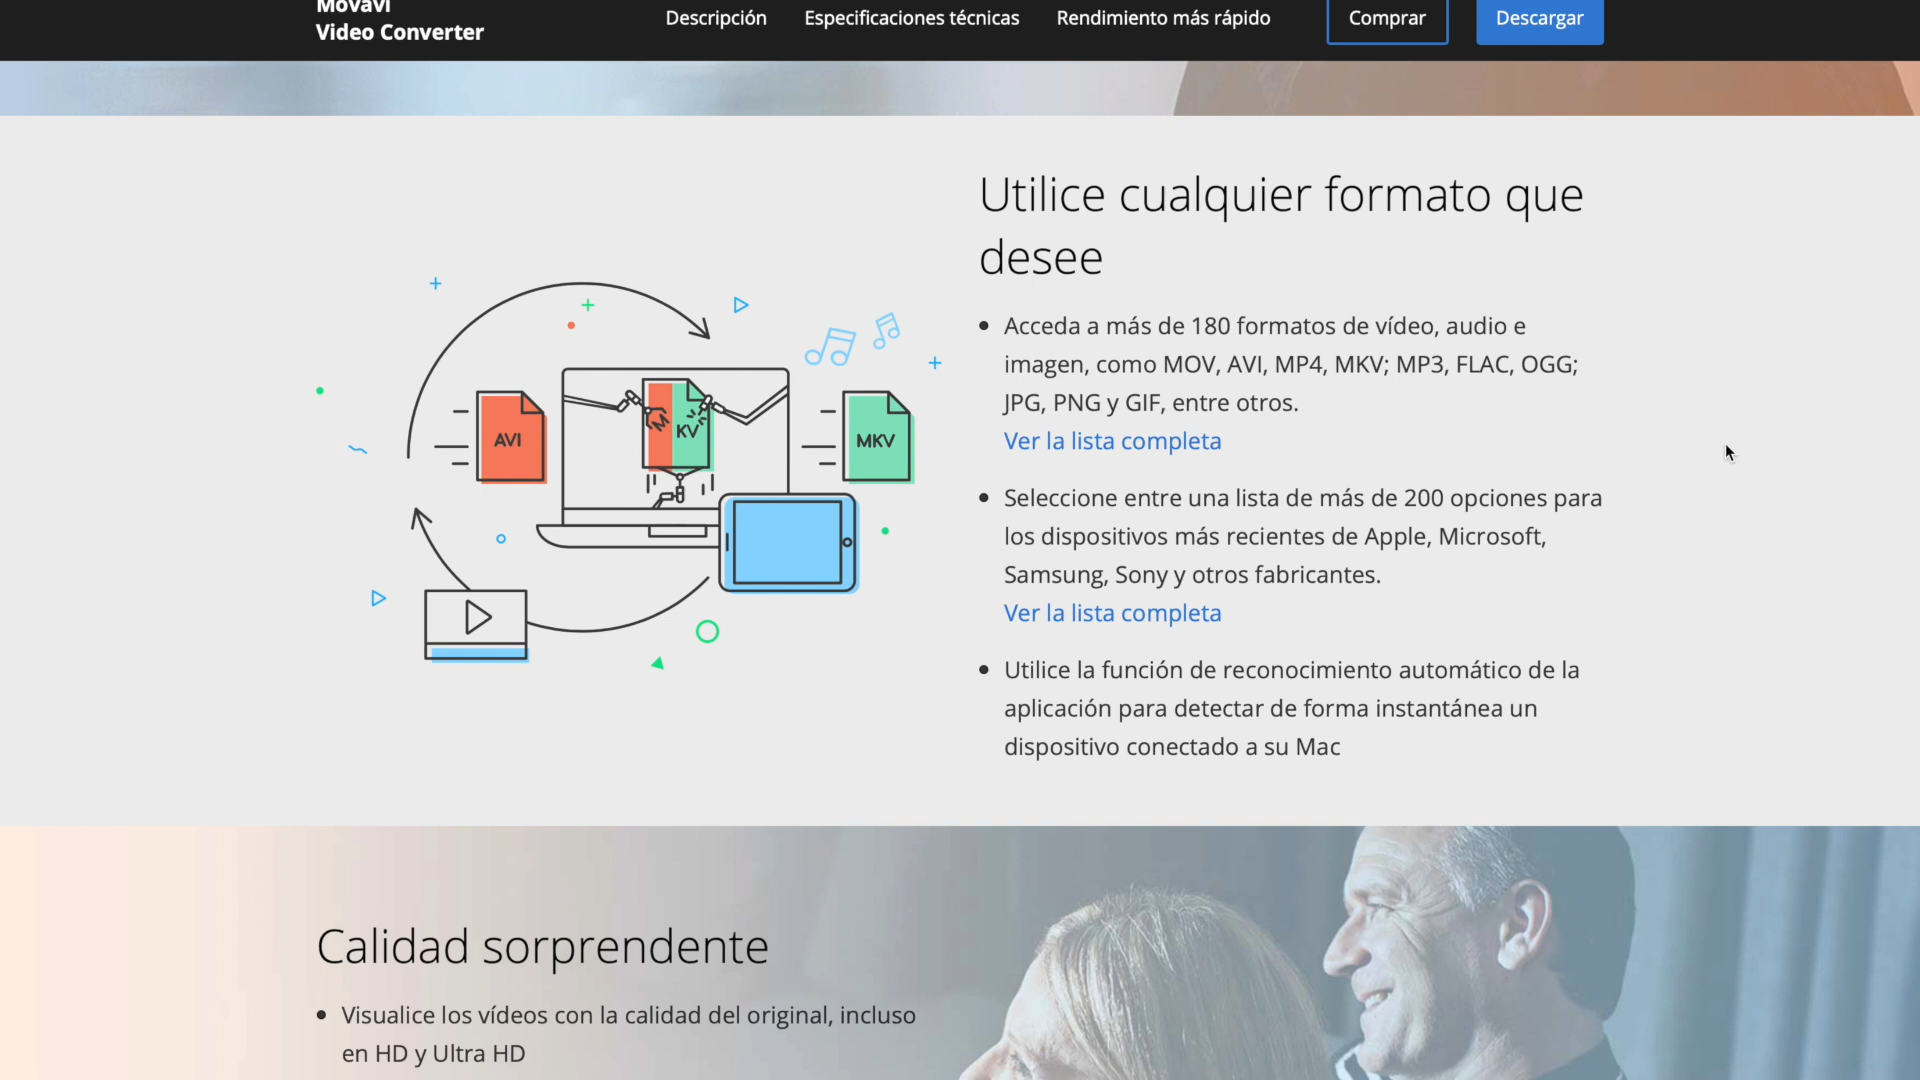 Movavi
Video Converter
Descripción
Especificaciones técnicas
Rendimiento más rápido
Comprar
Descargar
Utilice cualquier formato que
desee
AVI
M
KV
MKV
Acceda a más de 180 formatos de vídeo, audio e
imagen, como MOV, AVI, MP4, MKV; MP3, FLAC, OGG;
JPG, PNG y GIF, entre otros.
Ver la lista completa
Seleccione entre una lista de más de 200 opciones para
los dispositivos más recientes de Apple, Microsoft,
Samsung, Sony y otros fabricantes.
Ver la lista completa
Utilice la función de reconocimiento automático de la
aplicación para detectar de forma instantánea un
dispositivo conectado a su Mac
Calidad sorprendente
Visualice los vídeos con la calidad del original, incluso
en HD y Ultra HD